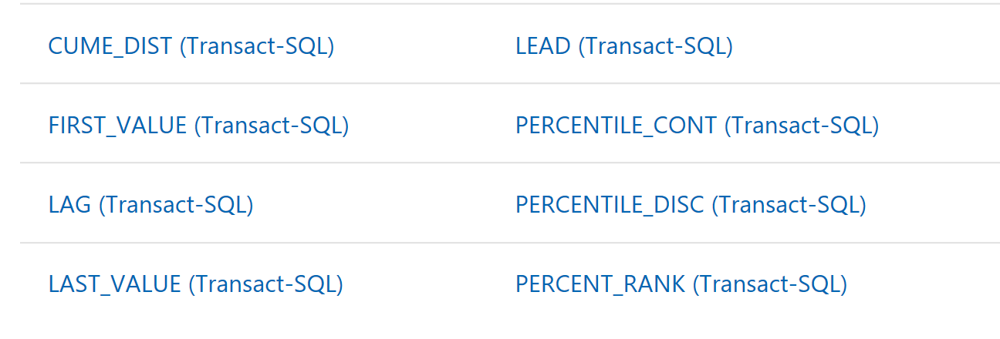 CUME_DIST (Transact-SQL) LEAD (Transact-SQL)
FIRST_VALUE (Transact-SQL) PERCENTILE_CONT (Transact-SQL)
LAG (Transact-SQL) PERCENTILE_DISC (Transact-SQL)
LAST_VALUE (Transact-SQL) PERCENT_RANK (Transact-SQL)